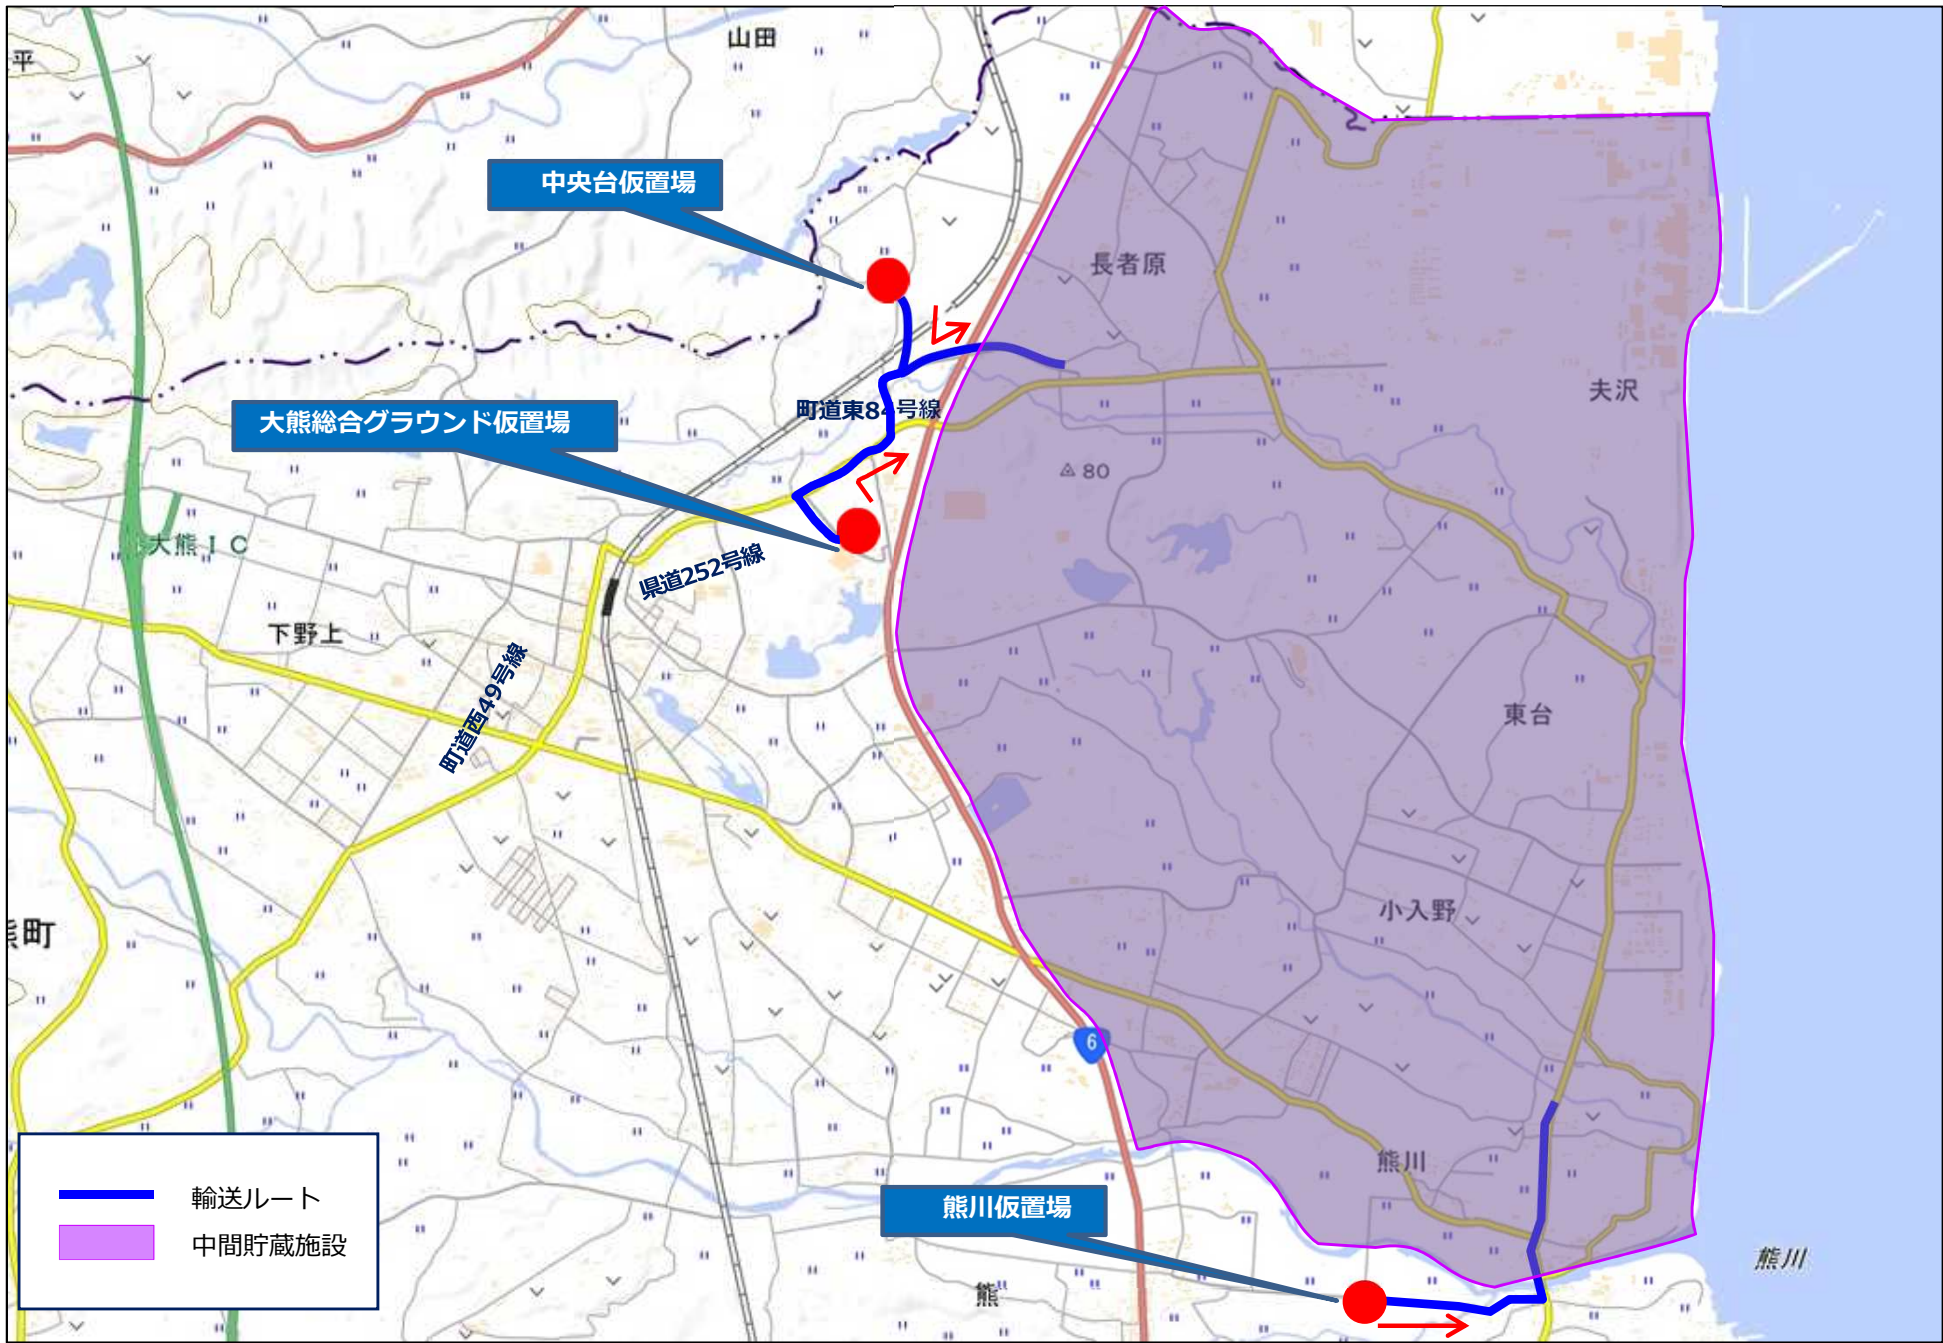 山田
平
中央台仮置場
長者原
夫沢
町道東84号線
大熊総合グラウンド仮置場
80
大熊IC
県道252号線
下野上
町道西49号線
東台
小入野
熊町
6
熊川
輸送ルート
中間貯蔵施設
熊川仮置場
熊川
熊